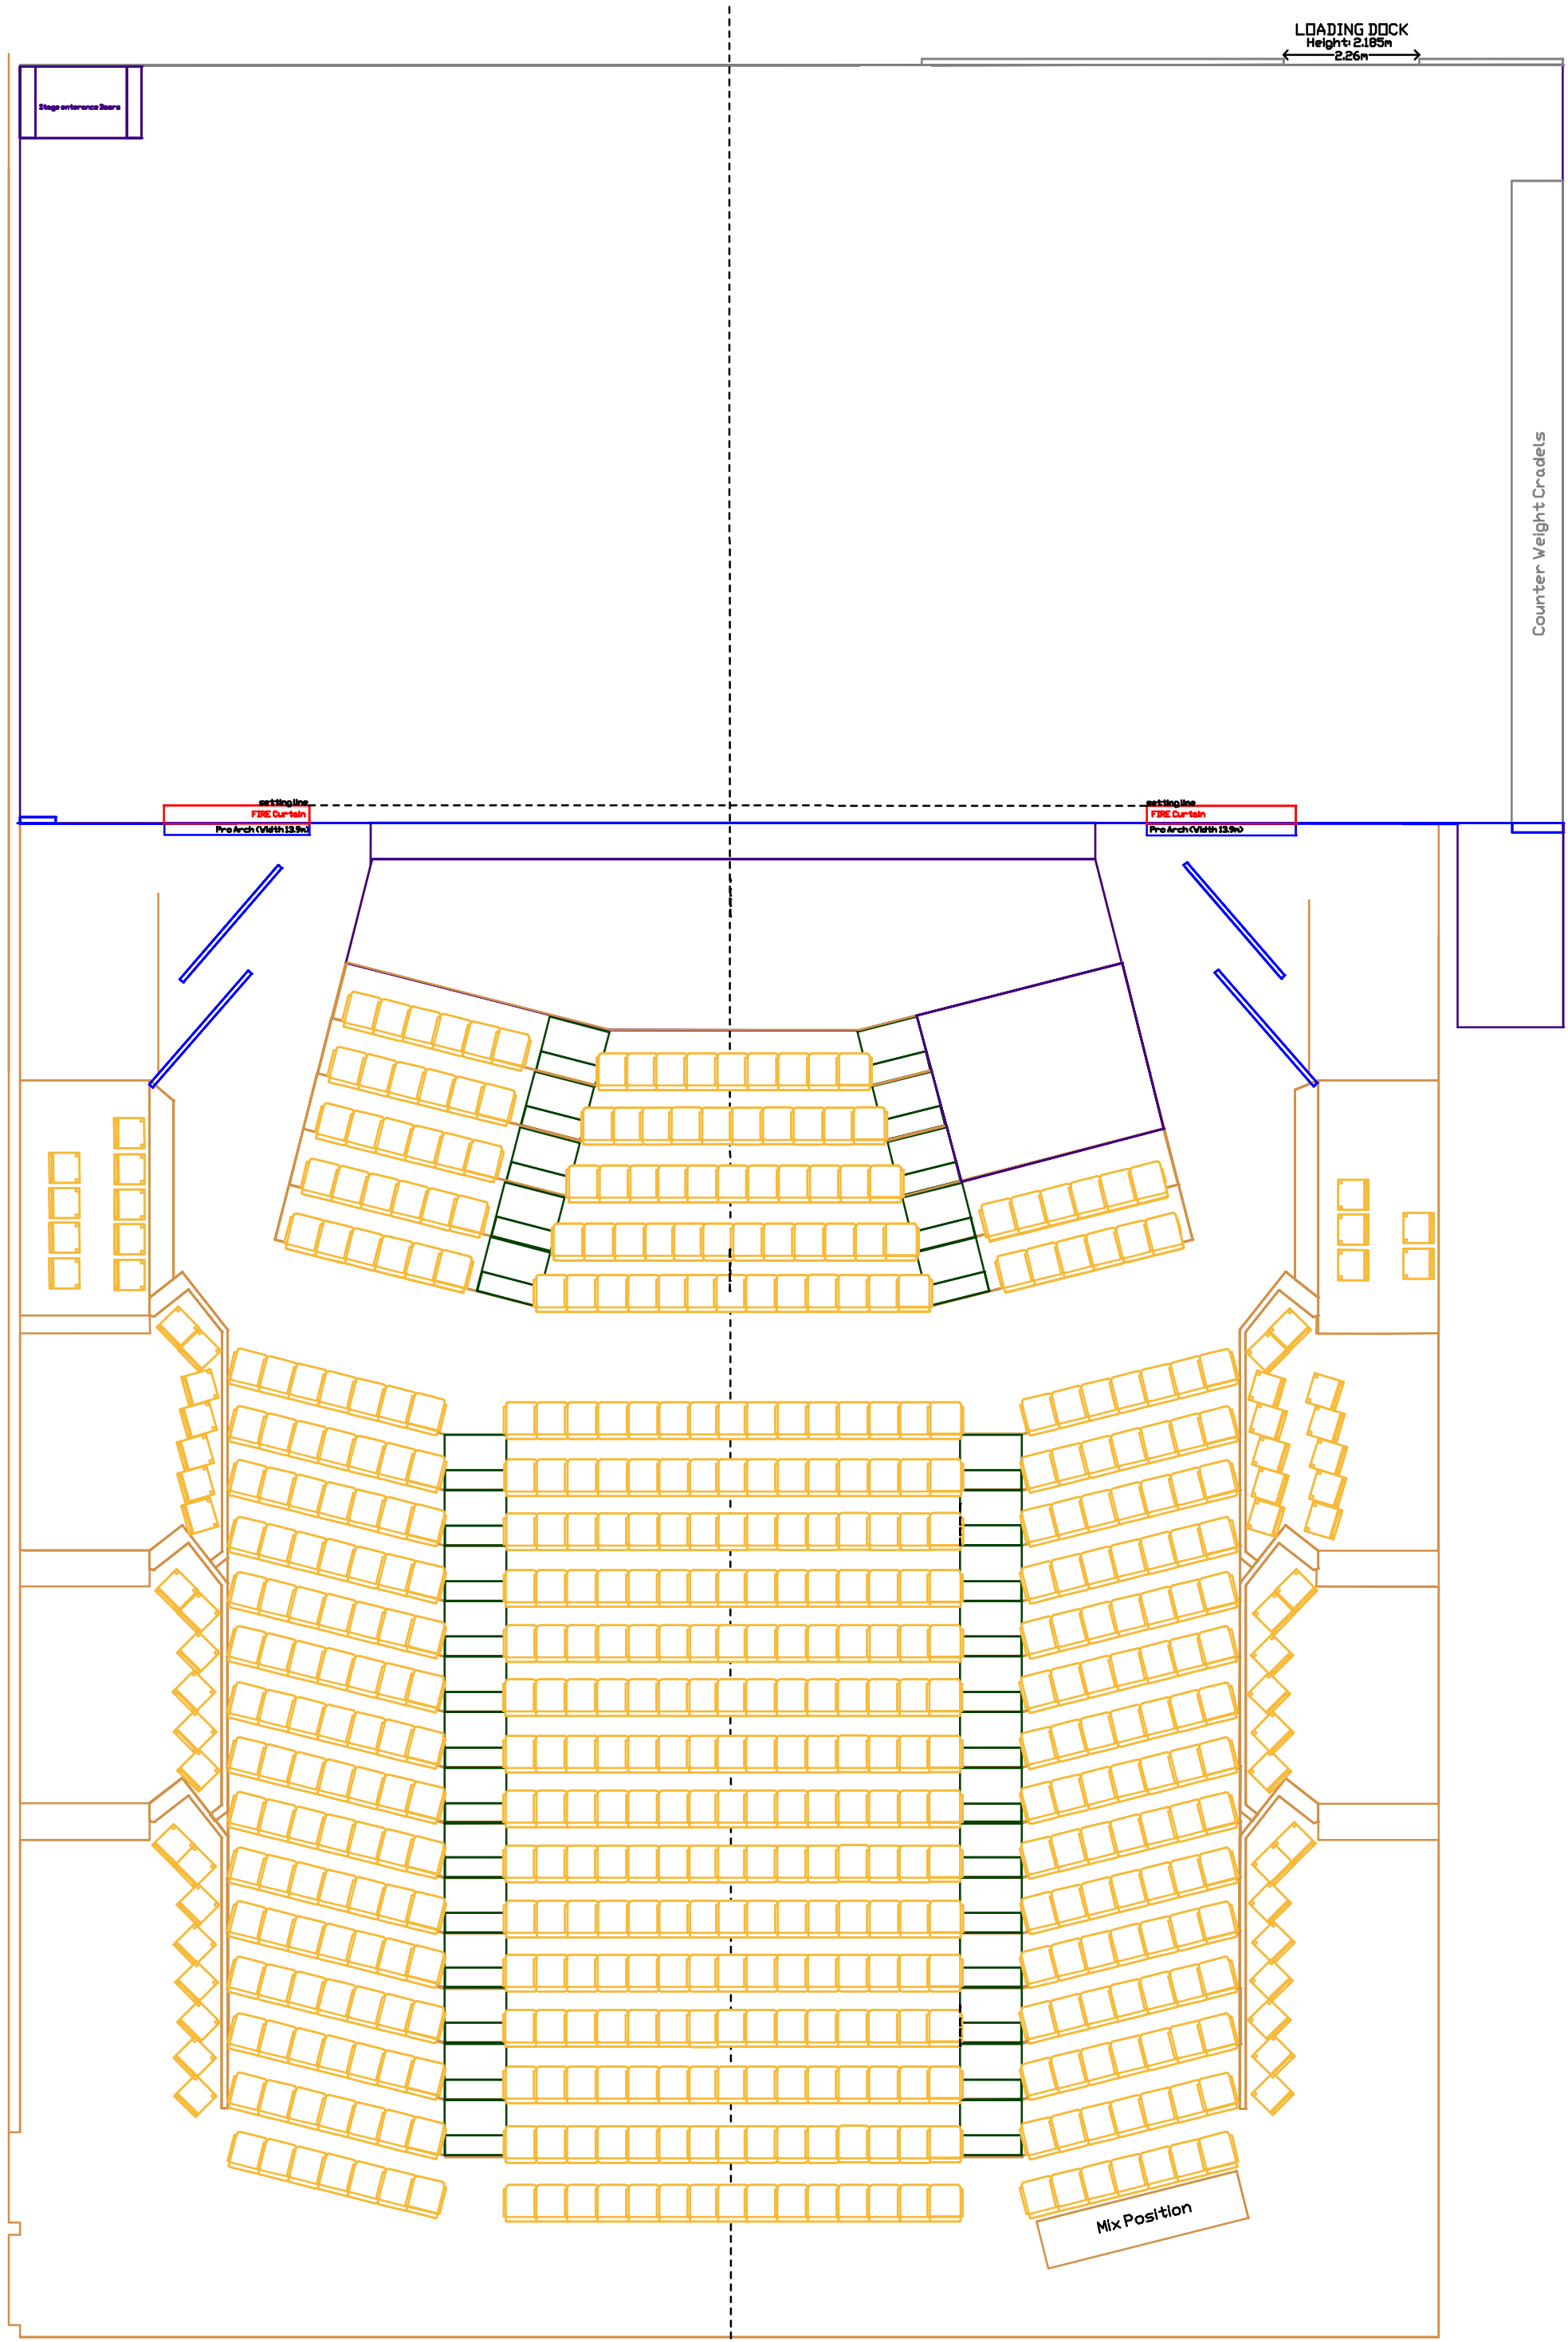 LOADING DOCK
Height: 2.185m
2.26m
Stage enterance Doors
Counter Weight Cradels
setting line
FIRE Curtain
Pro Arch (Width 13.9m)
setting line
FIRE Curtain
Pro Arch (Width 13.9m)
Mix Position